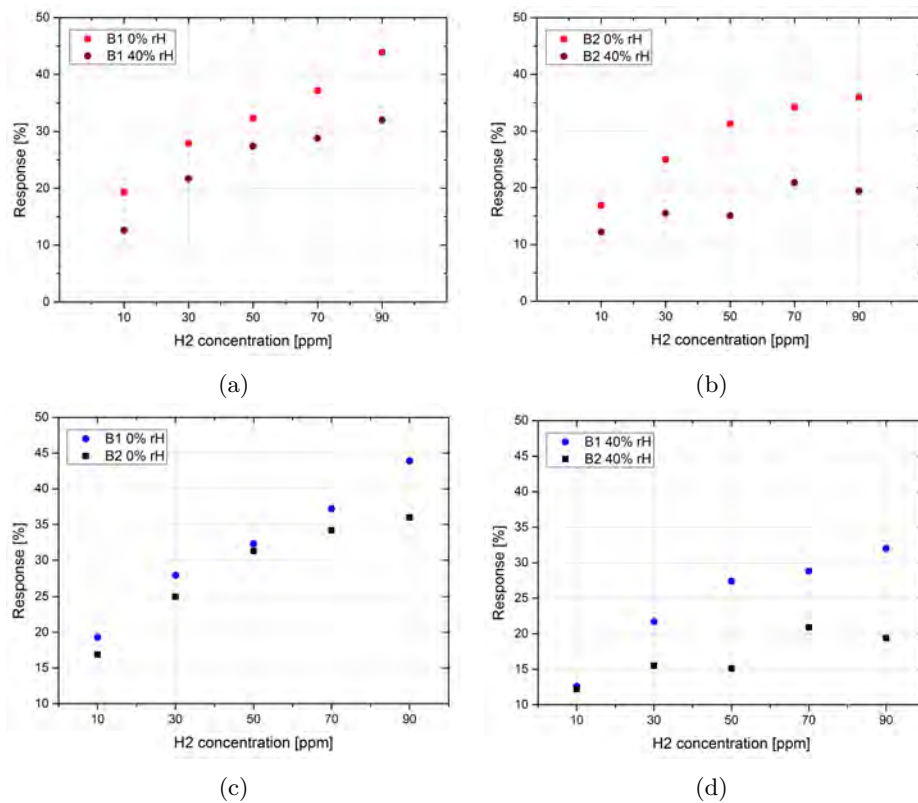 B1 0% rH
B1 40% rH
50
40
30
20
10
0
Response [%]
10 30 50 70 90
H2 concentration [ppm]
(a)
B2 0% rH
B2 40% rH
50
40
30
20
10
0
Response [%]
10 30 50 70 90
H2 concentration [ppm]
(b)
B1 0% rH
B2 0% rH
50
45
40
35
30
25
20
15
10
Response [%]
10 30 50 70 90
H2 concentration [ppm]
(c)
B1 40% rH
B2 40% rH
50
45
40
35
30
25
20
15
10
Response [%]
10 30 50 70 90
H2 concentration [ppm]
(d)